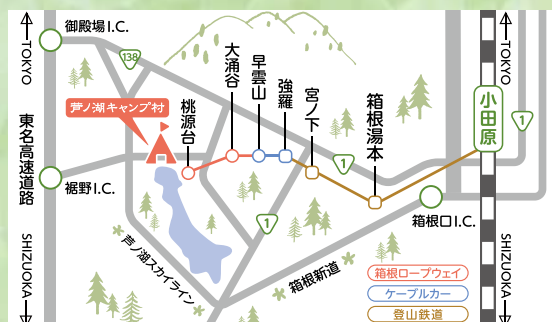 御殿場I.C.
TOKYO
138
芦ノ湖キャンプ村
桃源台
大涌谷
早雲山
強羅
宮ノ下
箱根湯本
小田原
TOKYO
1
1
1
東名高速道路
裾野I.C.
箱根口I.C.
SHIZUOKA
芦ノ湖スカイライン
箱根新道
SHIZUOKA
箱根ロープウェイ
ケーブルカー
登山鉄道